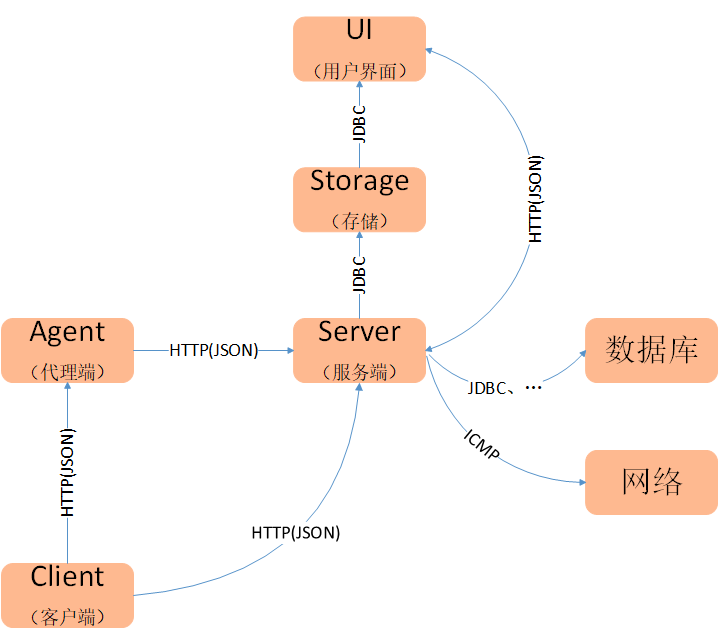 UI
（用户界面）
JDBC
Storage
（存储）
HTTP(JSON)
JDBC
Agent
（代理端）
HTTP(JSON)
Server
（服务端）
数据库
JDBC、…
ICMP
网络
HTTP(JSON)
HTTP(JSON)
Client
（客户端）